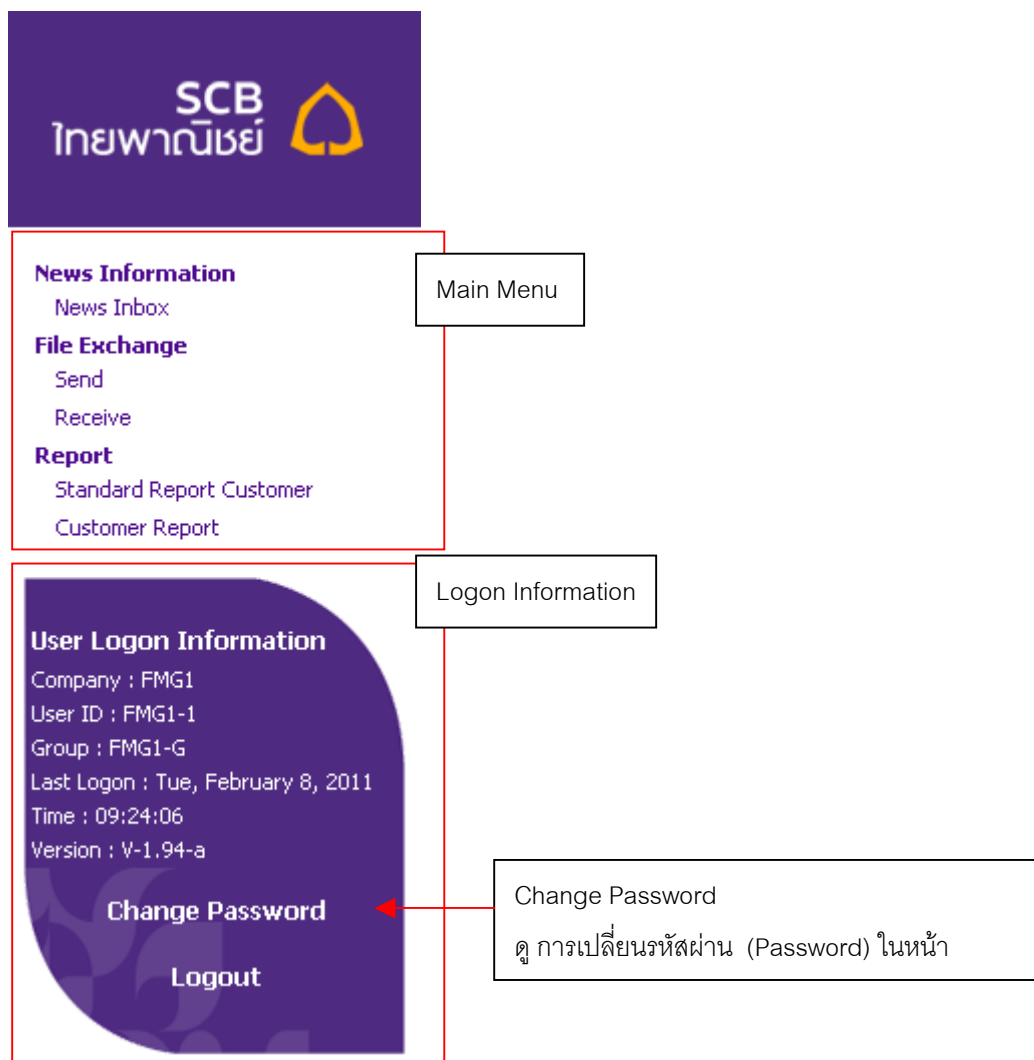 SCB
ไทยพาณิชย์
News Information
News Inbox
File Exchange
Send
Receive
Report
Standard Report Customer
Customer Report
Main Menu
Logon Information
User Logon Information
Company : FMG1
User ID : FMG1-1
Group : FMG1-G
Last Logon : Tue, February 8, 2011
Time : 09:24:06
Version : V-1.94-a
Change Password
Logout
Change Password
ดู การเปลี่ยนรหัสผ่าน (Password) ในหน้า